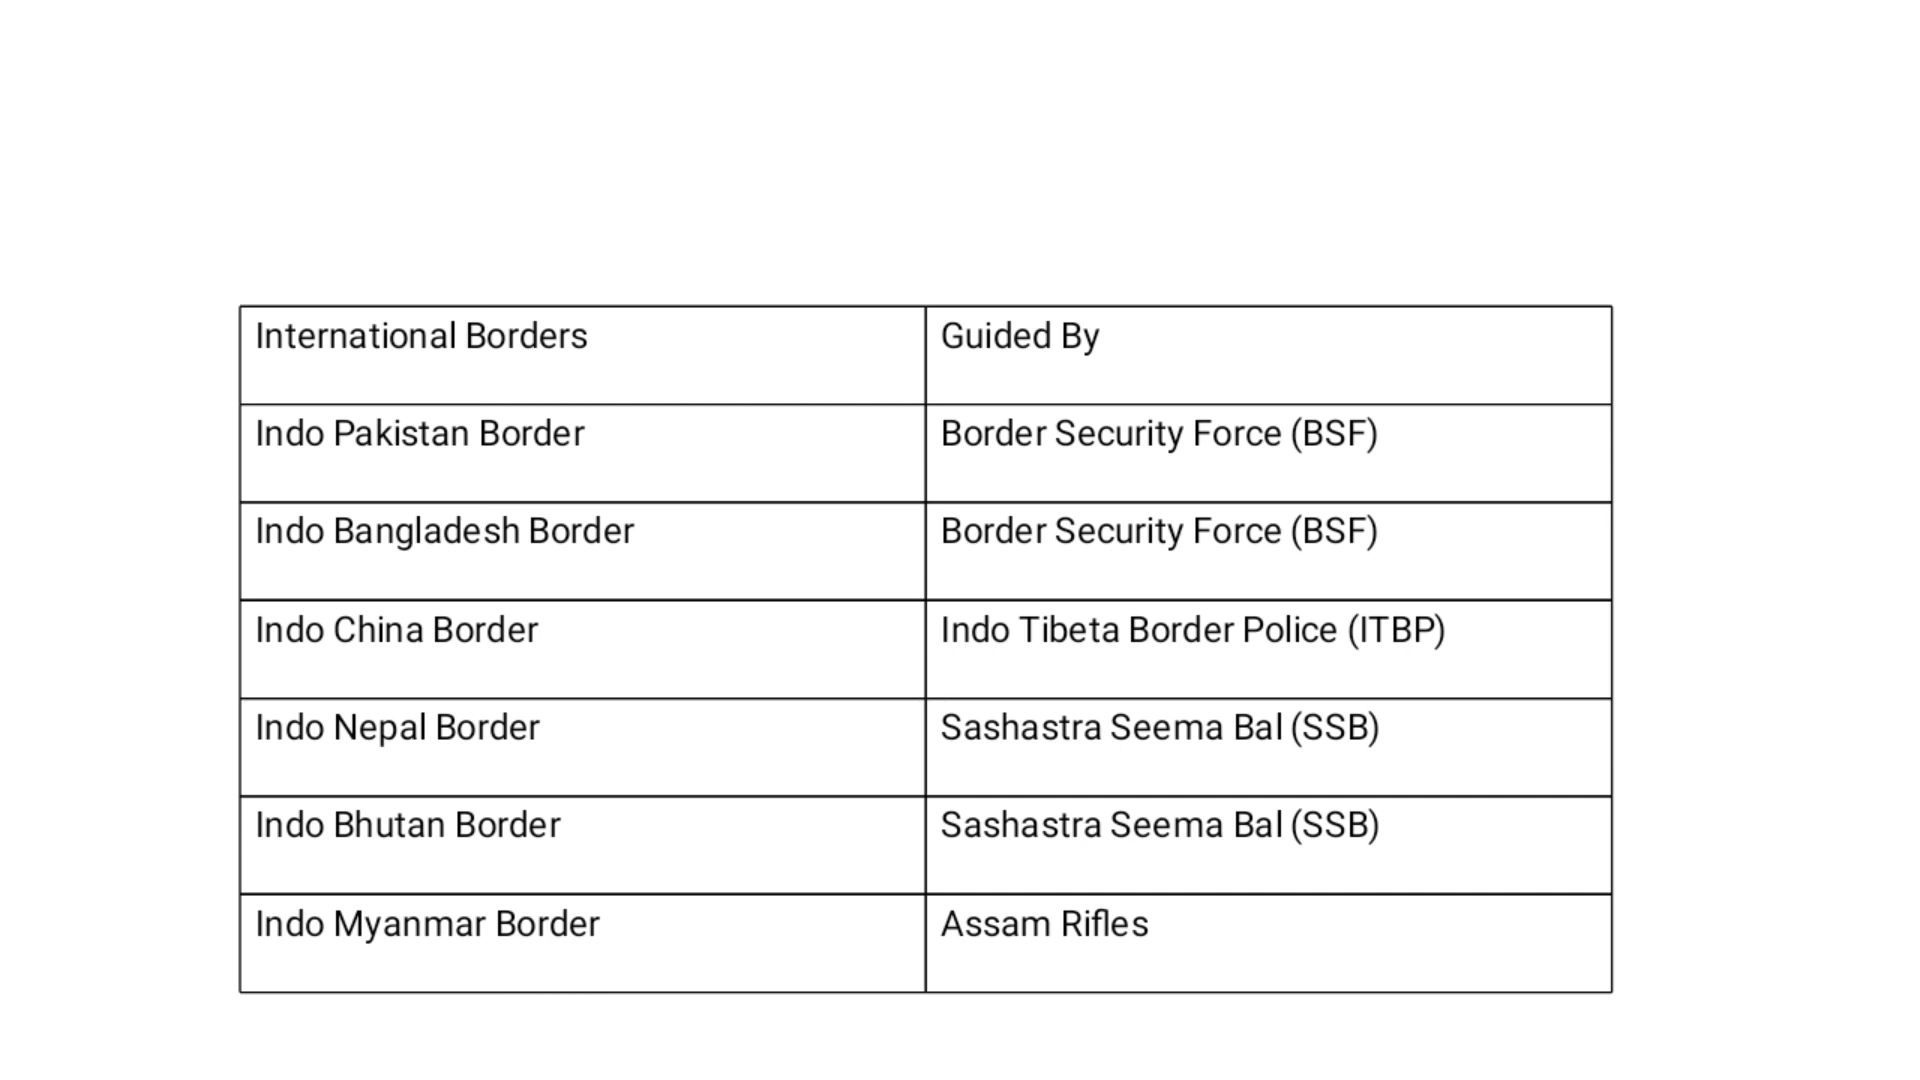 International Borders
Guided By
Indo Pakistan Border
Border Security Force (BSF)
Indo Bangladesh Border
Border Security Force (BSF)
Indo China Border
Indo Tibeta Border Police (ITBP)
Indo Nepal Border
Sashastra Seema Bal (SSB)
Indo Bhutan Border
Sashastra Seema Bal (SSB)
Indo Myanmar Border
Assam Rifles